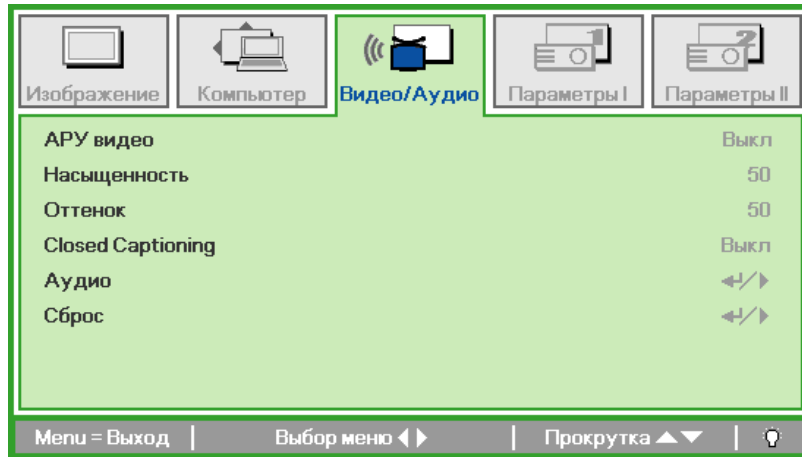 Изображение
Компьютер
Видео/Аудио
Параметры I
Параметры II
АРУ видео Выкл
Насыщенность 50
Оттенок 50
Closed Captioning Выкл
Аудио
Сброс
Menu = Выход Выбор меню Прокрутка